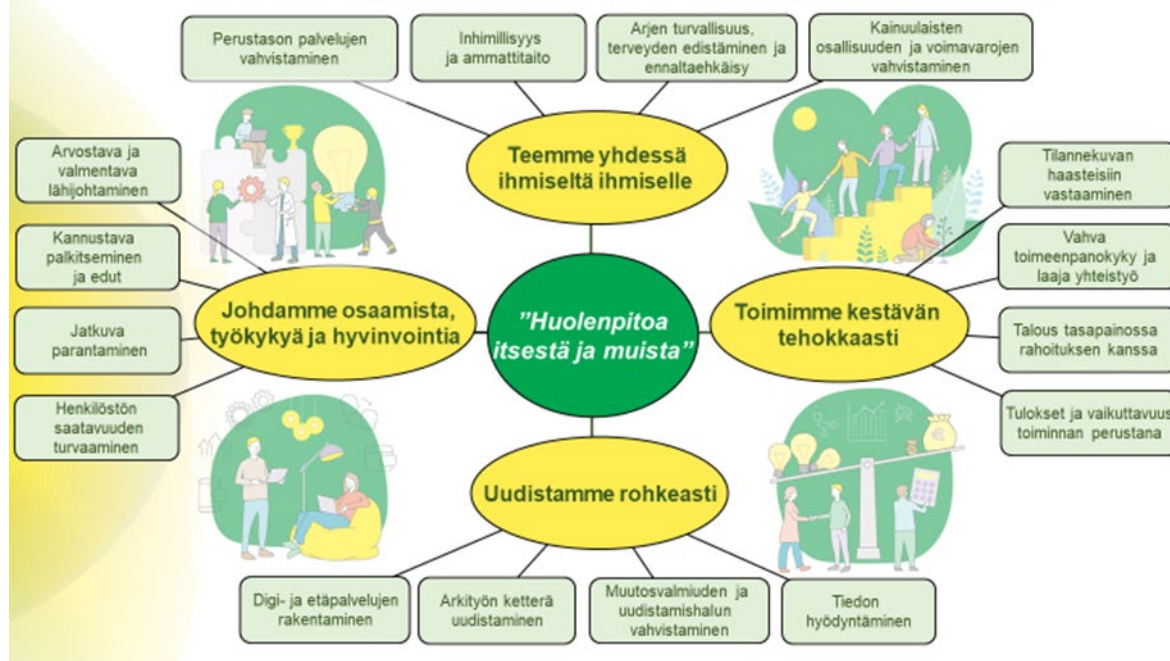 Perustason palvelujen
vahvistaminen
Inhimillisyys
ja ammattitaito
Arjen turvallisuus,
terveyden edistäminen ja
ennaltaehkäisy
Kainuulaisten
osallisuuden ja voimavarojen
vahvistaminen
Teemme yhdessä
ihmiseltä ihmiselle
Arvostava ja
valmentava
lähijohtaminen
Kannustava
palkitseminen
ja edut
Jatkuva
parantaminen
Henkilöstön
saatavuuden
turvaaminen
Johdamme osaamista,
työkykyä ja hyvinvointia
"Huolenpitoa
itsestä ja muista"
Toimimme kestävän
tehokkaasti
Tilannekuvan
haasteisiin
vastaaminen
Vahva
toimeenpanokyky ja
laaja yhteistyö
Talous tasapainossa
rahoituksen kanssa
Tulokset ja vaikuttavuus
toiminnan perustana
Uudistamme rohkeasti
Digi- ja etäpalvelujen
rakentaminen
Arkityön ketterä
uudistaminen
Muutosvalmiuden ja
uudistamishalun
vahvistaminen
Tiedon
hyödyntäminen